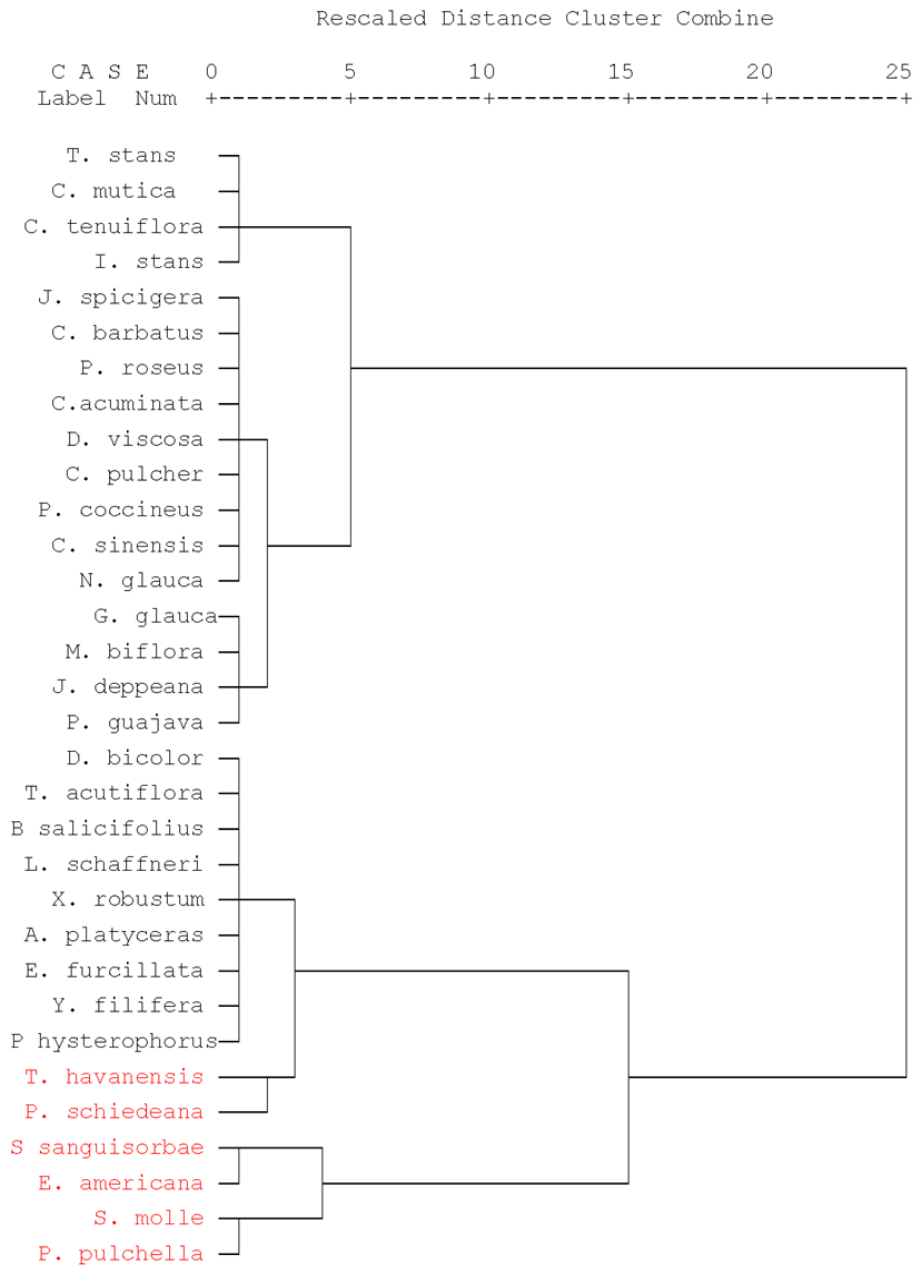 Rescaled Distance Cluster Combine
C A S E 0 5 10 15 20 25
Label Num +---------+---------+---------+---------+---------+
T. stans
C. mutica
C. tenuiflora
I. stans
J. spicigera
C. barbatus
P. roseus
C.acuminata
D. viscosa
C. pulcher
P. coccineus
C. sinensis
N. glauca
G. glauca
M. biflora
J. deppeana
P. guajava
D. bicolor
T. acutiflora
B salicifolius
L. schaffneri
X. robustum
A. platyceras
E. furcillata
Y. filifera
P hysterophorus
T. havanensis
P. schiedeana
S sanguisorbae
E. americana
S. molle
P. pulchella